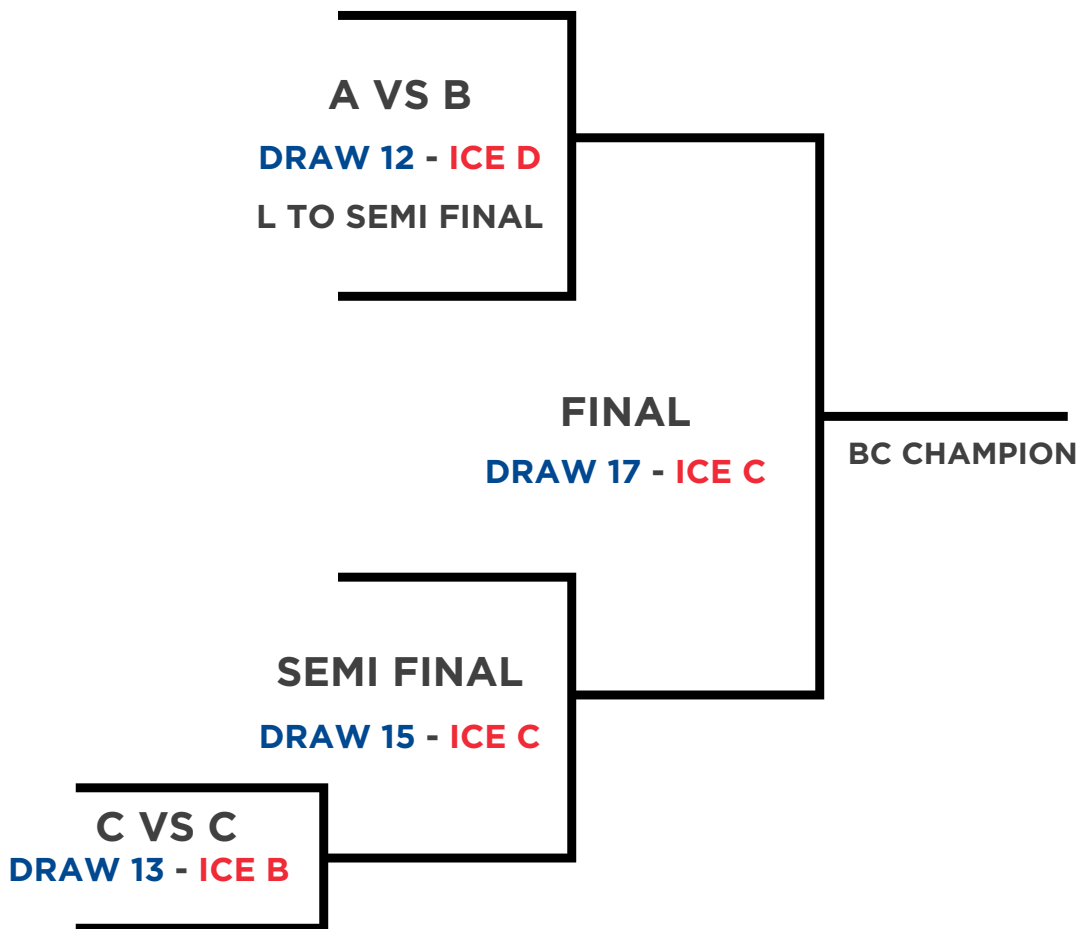 A VS B
DRAW 12 - ICE D
L TO SEMI FINAL
FINAL
DRAW 17 - ICE C
BC CHAMPION
SEMI FINAL
DRAW 15 - ICE C
C VS C
DRAW 13 - ICE B